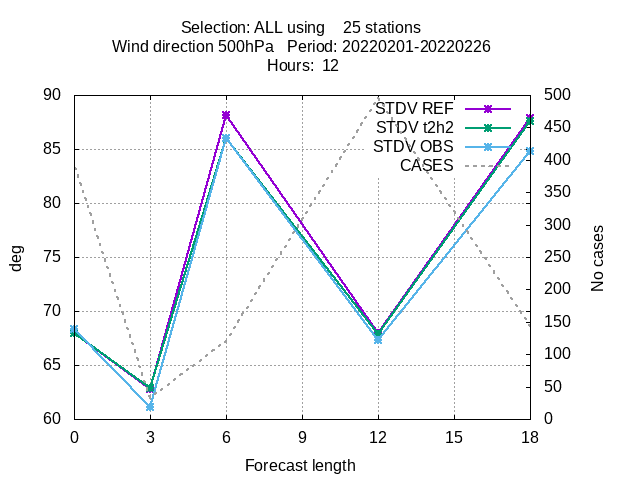 Selection: ALL using    25 stations
Wind direction 500hPa   Period: 20220201-20220226
Hours:  12
STDV REF
STDV t2h2
STDV OBS
CASES
90
85
80
75
70
65
60
500
450
400
350
300
250
200
150
100
50
0
deg
No cases
0 3 6 9 12 15 18
Forecast length